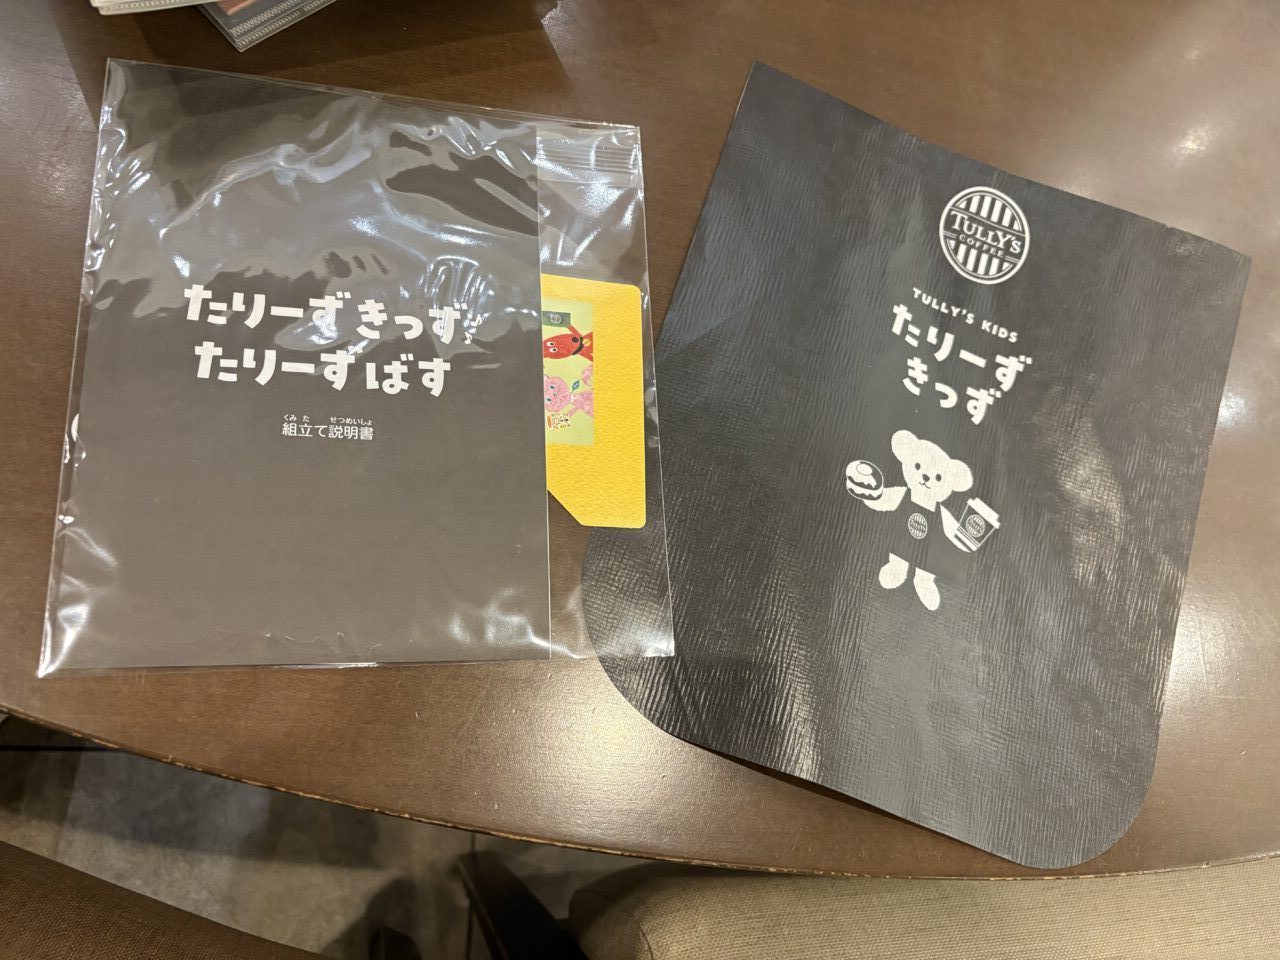 たりーずきっず♪
たりーずばす
くみ た せつめいしょ
組立て説明書
TULLY'S
COFFEE
TULLY'S KIDS
たりーず
きっず
TULLY'S